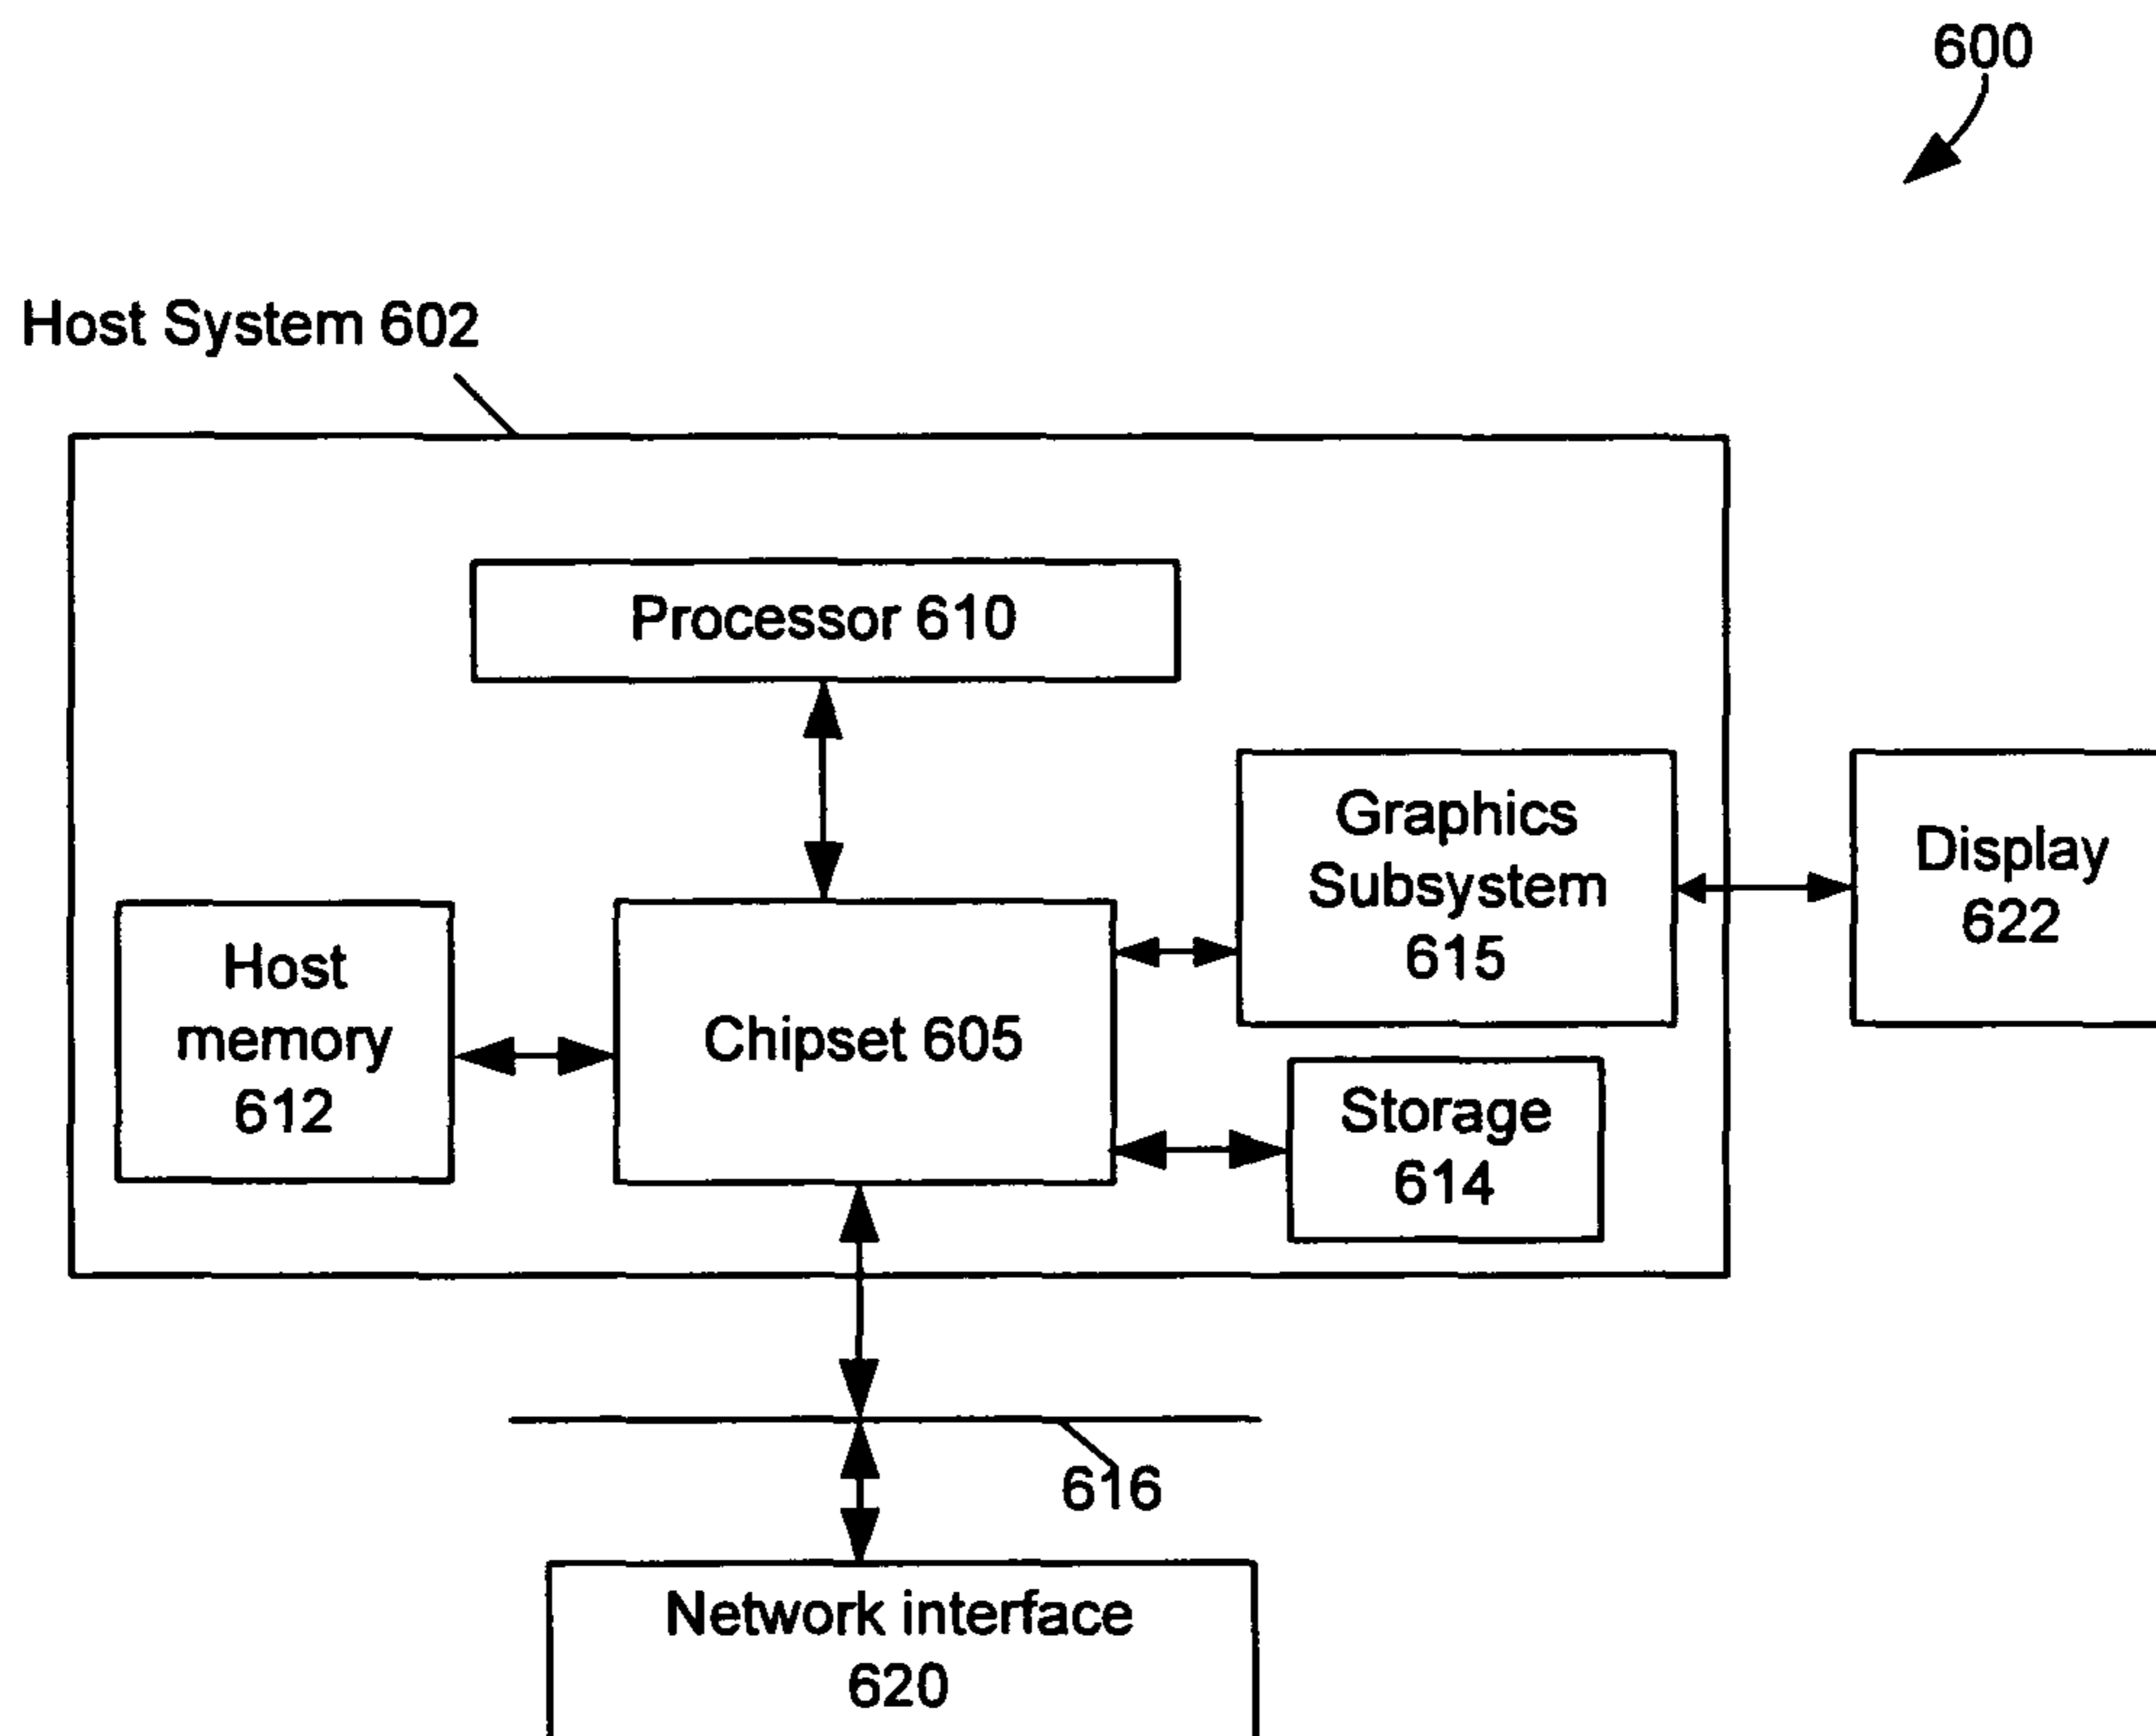 600
Host System 602
Processor 610
Graphics
Subsystem
615
Display
622
Host
memory
612
Chipset 605
Storage
614
616
Network interface
620